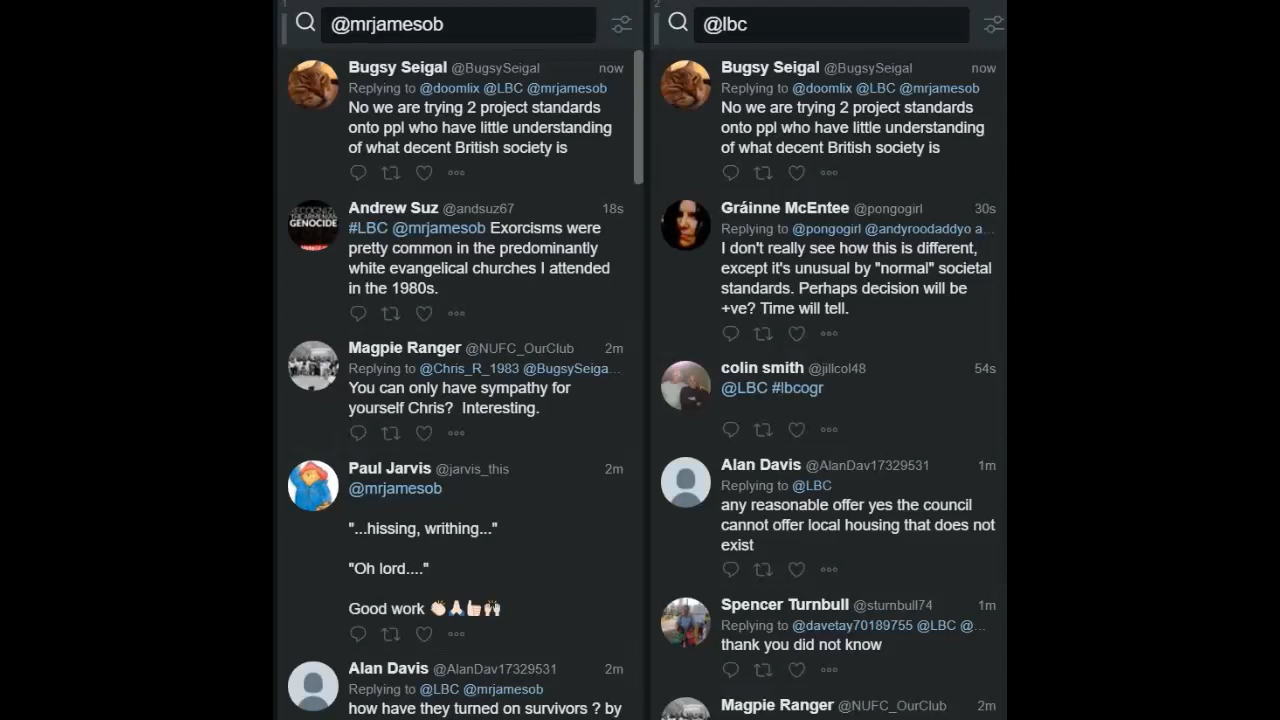 1
@mrjamesob
Bugsy Seigal @BugsySeigal now
Replying to @doomlix @LBC @mrjamesob
No we are trying 2 project standards
onto ppl who have little understanding
of what decent British society is
Andrew Suz @andsuz67 18s
#LBC @mrjamesob Exorcisms were
pretty common in the predominantly
white evangelical churches I attended
in the 1980s.
GENOCIDE
Magpie Ranger @NUFC_OurClub 2m
Replying to @Chris_R_1983 @BugsySeiga...
You can only have sympathy for
yourself Chris? Interesting.
Paul Jarvis @jarvis_this 2m
@mrjamesob
"...hissing, writhing..."
"Oh lord...."
Good work 👏🏻🙏🏻👍🏻🙌🏻
Alan Davis @AlanDav17329531 2m
Replying to @LBC @mrjamesob
how have they turned on survivors ? by
2
@lbc
Bugsy Seigal @BugsySeigal now
Replying to @doomlix @LBC @mrjamesob
No we are trying 2 project standards
onto ppl who have little understanding
of what decent British society is
Gráinne McEntee @pongogirl 30s
Replying to @pongogirl @andyroodaddyo a...
I don't really see how this is different,
except it's unusual by "normal" societal
standards. Perhaps decision will be
+ve? Time will tell.
colin smith @jillcol48 54s
@LBC #lbcogr
Alan Davis @AlanDav17329531 1m
Replying to @LBC
any reasonable offer yes the council
cannot offer local housing that does not
exist
Spencer Turnbull @sturnbull74 1m
Replying to @davetay70189755 @LBC @...
thank you did not know
Magpie Ranger @NUFC_OurClub 2m